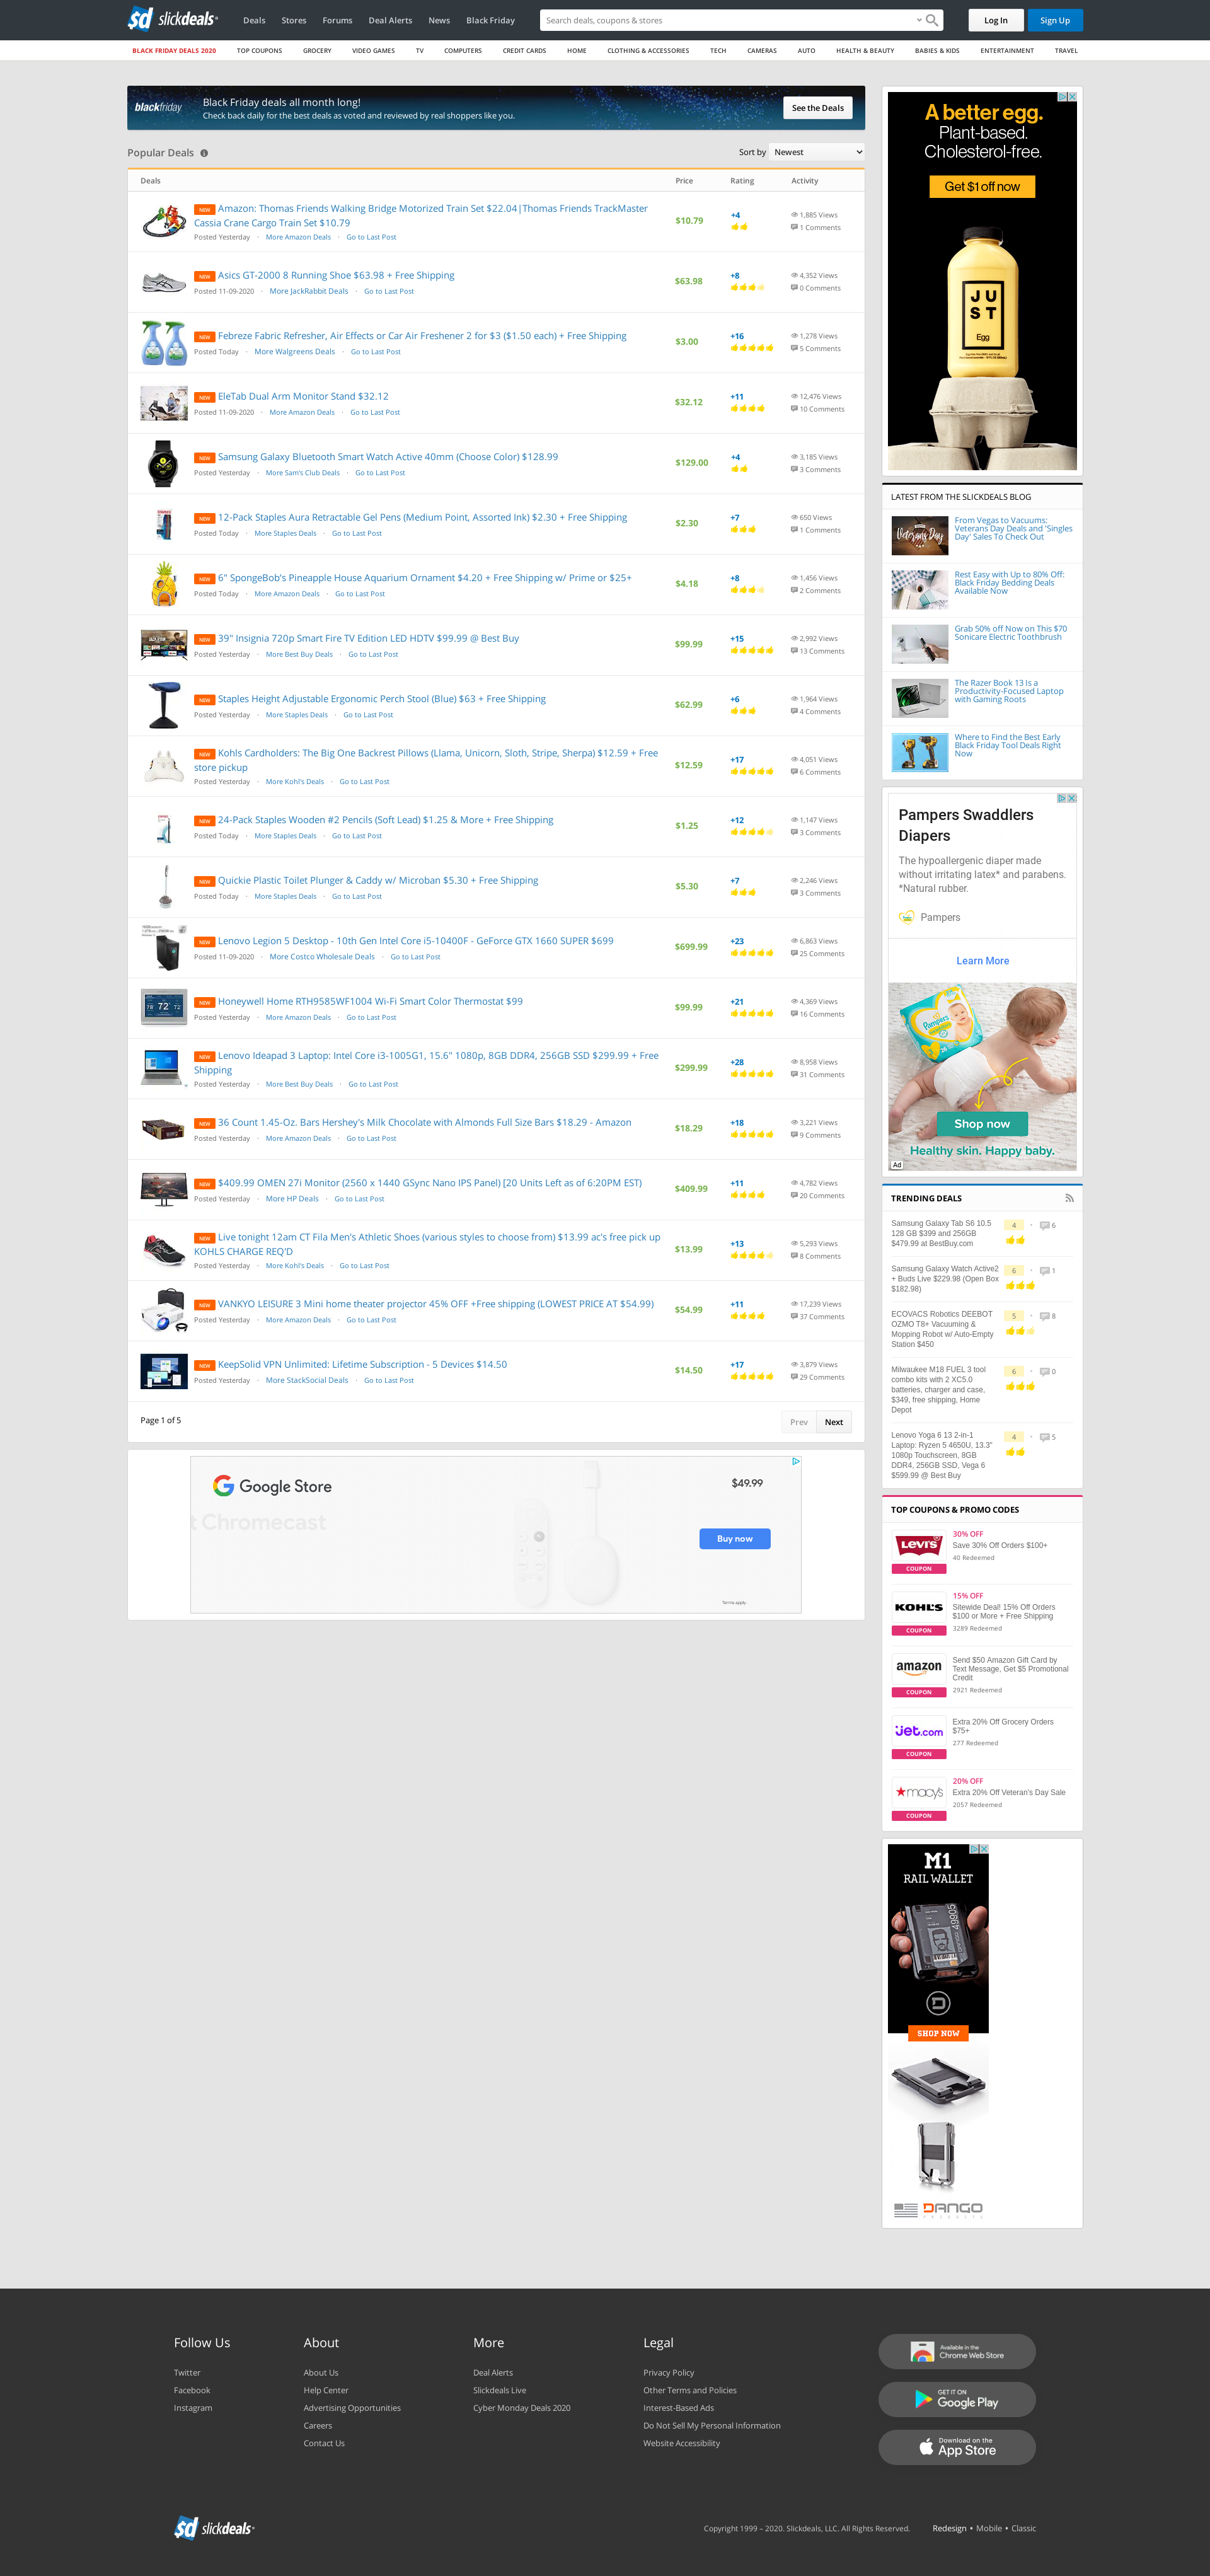 slickdeals
Deals
Stores
Forums
Deal Alerts
News
Black Friday
Search deals, coupons & stores
Log In
Sign Up
BLACK FRIDAY DEALS 2020
TOP COUPONS
GROCERY
VIDEO GAMES
TV
COMPUTERS
CREDIT CARDS
HOME
CLOTHING & ACCESSORIES
TECH
CAMERAS
AUTO
HEALTH & BEAUTY
BABIES & KIDS
ENTERTAINMENT
TRAVEL
blackfriday
Black Friday deals all month long!
Check back daily for the best deals as voted and reviewed by real shoppers like you.
See the Deals
Popular Deals
Sort by Newest
Deals Price Rating Activity
NEW Amazon: Thomas Friends Walking Bridge Motorized Train Set $22.04|Thomas Friends TrackMaster
Cassia Crane Cargo Train Set $10.79
Posted Yesterday · More Amazon Deals · Go to Last Post
$10.79
+4
1,885 Views
1 Comments
NEW Asics GT-2000 8 Running Shoe $63.98 + Free Shipping
Posted 11-09-2020 · More JackRabbit Deals · Go to Last Post
$63.98
+8
4,352 Views
0 Comments
NEW Febreze Fabric Refresher, Air Effects or Car Air Freshener 2 for $3 ($1.50 each) + Free Shipping
Posted Today · More Walgreens Deals · Go to Last Post
$3.00
+16
1,278 Views
5 Comments
NEW EleTab Dual Arm Monitor Stand $32.12
Posted 11-09-2020 · More Amazon Deals · Go to Last Post
$32.12
+11
12,476 Views
10 Comments
NEW Samsung Galaxy Bluetooth Smart Watch Active 40mm (Choose Color) $128.99
Posted Yesterday · More Sam's Club Deals · Go to Last Post
$129.00
+4
3,185 Views
3 Comments
NEW 12-Pack Staples Aura Retractable Gel Pens (Medium Point, Assorted Ink) $2.30 + Free Shipping
Posted Today · More Staples Deals · Go to Last Post
$2.30
+7
650 Views
1 Comments
NEW 6" SpongeBob's Pineapple House Aquarium Ornament $4.20 + Free Shipping w/ Prime or $25+
Posted Today · More Amazon Deals · Go to Last Post
$4.18
+8
1,456 Views
2 Comments
NEW 39" Insignia 720p Smart Fire TV Edition LED HDTV $99.99 @ Best Buy
Posted Yesterday · More Best Buy Deals · Go to Last Post
$99.99
+15
2,992 Views
13 Comments
NEW Staples Height Adjustable Ergonomic Perch Stool (Blue) $63 + Free Shipping
Posted Yesterday · More Staples Deals · Go to Last Post
$62.99
+6
1,964 Views
4 Comments
NEW Kohls Cardholders: The Big One Backrest Pillows (Llama, Unicorn, Sloth, Stripe, Sherpa) $12.59 + Free
store pickup
Posted Yesterday · More Kohl's Deals · Go to Last Post
$12.59
+17
4,051 Views
6 Comments
NEW 24-Pack Staples Wooden #2 Pencils (Soft Lead) $1.25 & More + Free Shipping
Posted Today · More Staples Deals · Go to Last Post
$1.25
+12
1,147 Views
3 Comments
NEW Quickie Plastic Toilet Plunger & Caddy w/ Microban $5.30 + Free Shipping
Posted Today · More Staples Deals · Go to Last Post
$5.30
+7
2,246 Views
3 Comments
NEW Lenovo Legion 5 Desktop - 10th Gen Intel Core i5-10400F - GeForce GTX 1660 SUPER $699
Posted 11-09-2020 · More Costco Wholesale Deals · Go to Last Post
$699.99
+23
6,863 Views
25 Comments
NEW Honeywell Home RTH9585WF1004 Wi-Fi Smart Color Thermostat $99
Posted Yesterday · More Amazon Deals · Go to Last Post
$99.99
+21
4,369 Views
16 Comments
NEW Lenovo Ideapad 3 Laptop: Intel Core i3-1005G1, 15.6" 1080p, 8GB DDR4, 256GB SSD $299.99 + Free
Shipping
Posted Yesterday · More Best Buy Deals · Go to Last Post
$299.99
+28
8,958 Views
31 Comments
NEW 36 Count 1.45-Oz. Bars Hershey's Milk Chocolate with Almonds Full Size Bars $18.29 - Amazon
Posted Yesterday · More Amazon Deals · Go to Last Post
$18.29
+18
3,221 Views
9 Comments
NEW $409.99 OMEN 27i Monitor (2560 x 1440 GSync Nano IPS Panel) [20 Units Left as of 6:20PM EST)
Posted Yesterday · More HP Deals · Go to Last Post
$409.99
+11
4,782 Views
20 Comments
NEW Live tonight 12am CT Fila Men's Athletic Shoes (various styles to choose from) $13.99 ac's free pick up
KOHLS CHARGE REQ'D
Posted Yesterday · More Kohl's Deals · Go to Last Post
$13.99
+13
5,293 Views
8 Comments
NEW VANKYO LEISURE 3 Mini home theater projector 45% OFF +Free shipping (LOWEST PRICE AT $54.99)
Posted Yesterday · More Amazon Deals · Go to Last Post
$54.99
+11
17,239 Views
37 Comments
NEW KeepSolid VPN Unlimited: Lifetime Subscription - 5 Devices $14.50
Posted Yesterday · More StackSocial Deals · Go to Last Post
$14.50
+17
3,879 Views
29 Comments
Page 1 of 5
Prev
Next
Google Store
t Chromecast
$49.99
Buy now
Terms apply.
A better egg.
Plant-based.
Cholesterol-free.
Get $1 off now
JUST
Egg
LATEST FROM THE SLICKDEALS BLOG
Veterans Day
From Vegas to Vacuums:
Veterans Day Deals and 'Singles
Day' Sales To Check Out
Rest Easy with Up to 80% Off:
Black Friday Bedding Deals
Available Now
Grab 50% off Now on This $70
Sonicare Electric Toothbrush
The Razer Book 13 Is a
Productivity-Focused Laptop
with Gaming Roots
Where to Find the Best Early
Black Friday Tool Deals Right
Now
Pampers Swaddlers
Diapers
The hypoallergenic diaper made
without irritating latex* and parabens.
*Natural rubber.
Pampers
Learn More
Pampers
Shop now
Healthy skin. Happy baby.
Ad
TRENDING DEALS
Samsung Galaxy Tab S6 10.5
128 GB $399 and 256GB
$479.99 at BestBuy.com
4 · 6
Samsung Galaxy Watch Active2
+ Buds Live $229.98 (Open Box
$182.98)
6 · 1
ECOVACS Robotics DEEBOT
OZMO T8+ Vacuuming &
Mopping Robot w/ Auto-Empty
Station $450
5 · 8
Milwaukee M18 FUEL 3 tool
combo kits with 2 XC5.0
batteries, charger and case,
$349, free shipping, Home
Depot
6 · 0
Lenovo Yoga 6 13 2-in-1
Laptop: Ryzen 5 4650U, 13.3"
1080p Touchscreen, 8GB
DDR4, 256GB SSD, Vega 6
$599.99 @ Best Buy
4 · 5
TOP COUPONS & PROMO CODES
LEVI'S
COUPON
30% OFF
Save 30% Off Orders $100+
40 Redeemed
KOHL'S
COUPON
15% OFF
Sitewide Deal! 15% Off Orders
$100 or More + Free Shipping
3289 Redeemed
amazon
COUPON
Send $50 Amazon Gift Card by
Text Message, Get $5 Promotional
Credit
2921 Redeemed
Jet.com
COUPON
Extra 20% Off Grocery Orders
$75+
277 Redeemed
macy's
COUPON
20% OFF
Extra 20% Off Veteran's Day Sale
2057 Redeemed
M1
RAIL WALLET
49905
SHOP NOW
DANGO
PRODUCTS
Follow Us
Twitter
Facebook
Instagram
About
About Us
Help Center
Advertising Opportunities
Careers
Contact Us
More
Deal Alerts
Slickdeals Live
Cyber Monday Deals 2020
Legal
Privacy Policy
Other Terms and Policies
Interest-Based Ads
Do Not Sell My Personal Information
Website Accessibility
Available in the
Chrome Web Store
GET IT ON
Google Play
Download on the
App Store
slickdeals
Copyright 1999 – 2020. Slickdeals, LLC. All Rights Reserved.
Redesign • Mobile • Classic